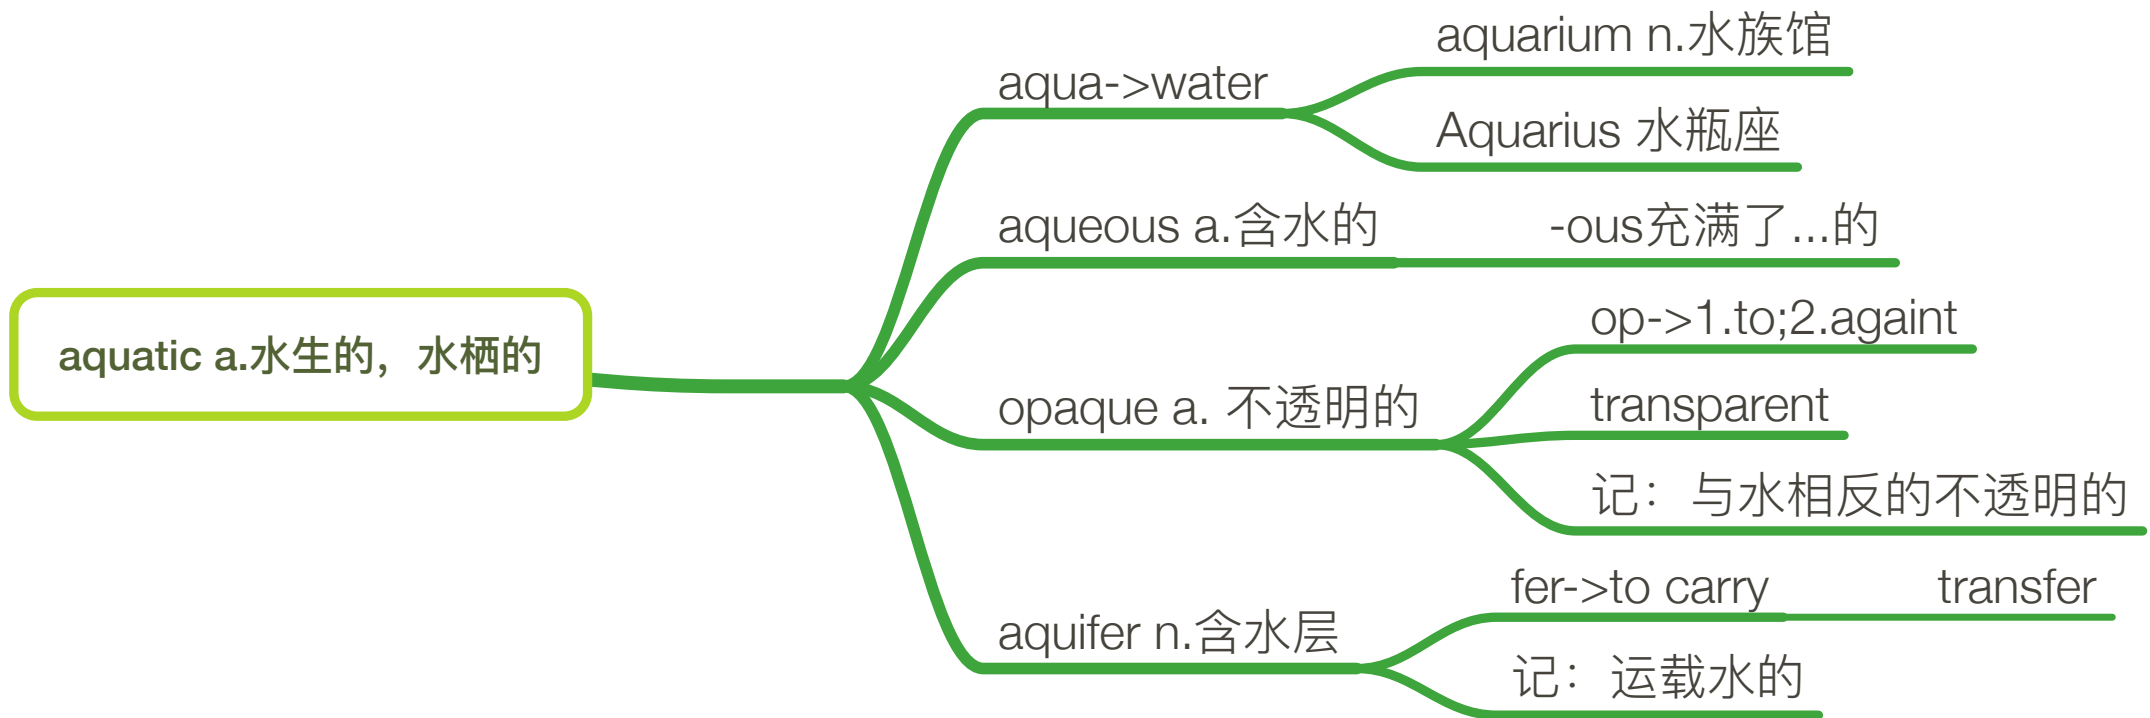 aquatic a.水生的，水栖的
aqua->water
aquarium n.水族馆
Aquarius 水瓶座
aqueous a.含水的
-ous充满了...的
opaque a. 不透明的
op->1.to;2.againt
transparent
记：与水相反的不透明的
aquifer n.含水层
fer->to carry
transfer
记：运载水的